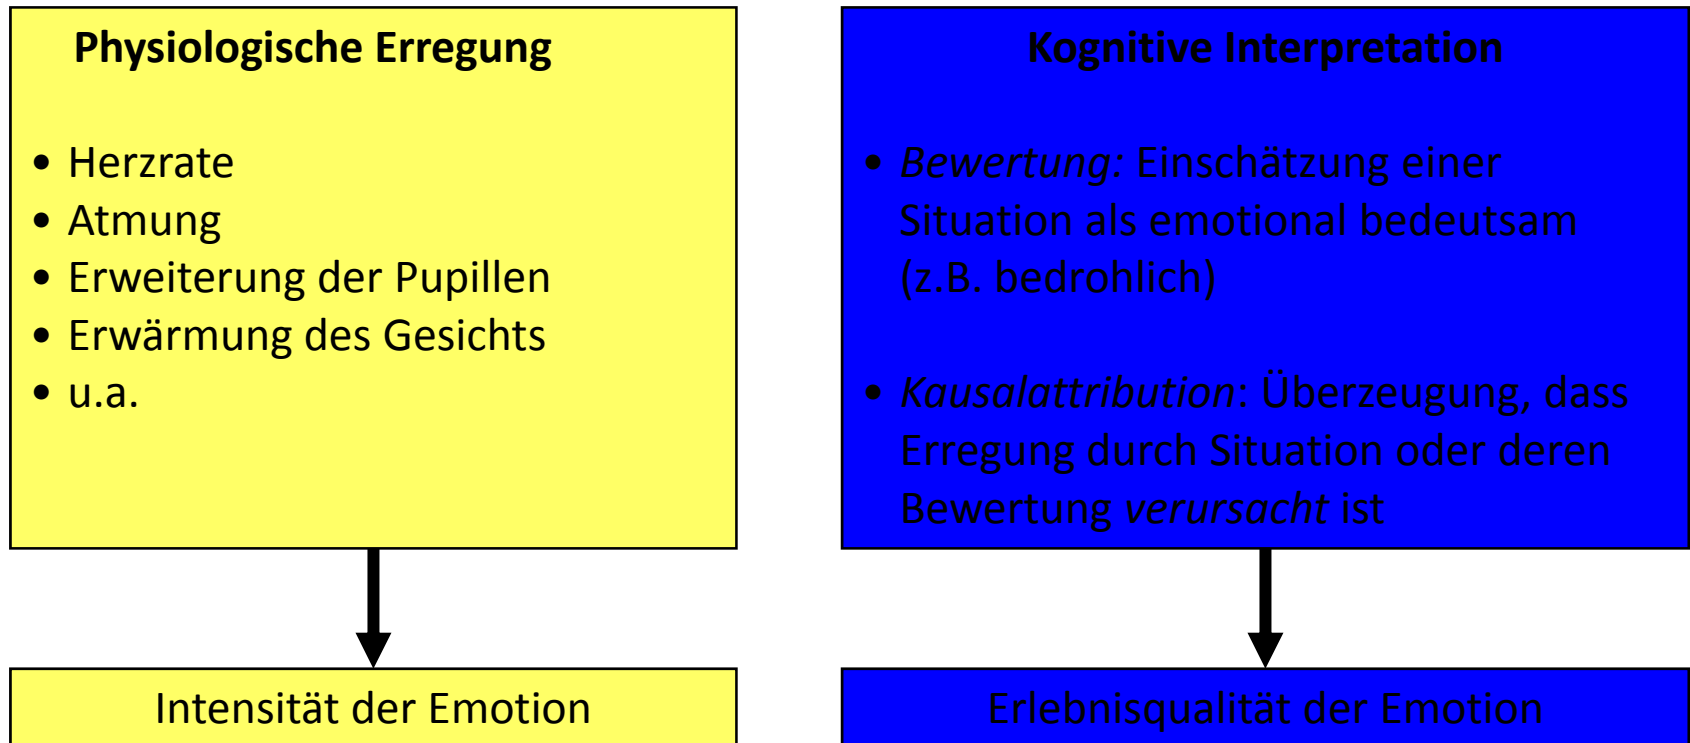 Physiologische Erregung
• Herzrate
• Atmung
• Erweiterung der Pupillen
• Erwärmung des Gesichts
• u.a.
Intensität der Emotion
Kognitive Interpretation
• Bewertung: Einschätzung einer
Situation als emotional bedeutsam
(z.B. bedrohlich)
• Kausalattribution: Überzeugung, dass
Erregung durch Situation oder deren
Bewertung verursacht ist
Erlebnisqualität der Emotion